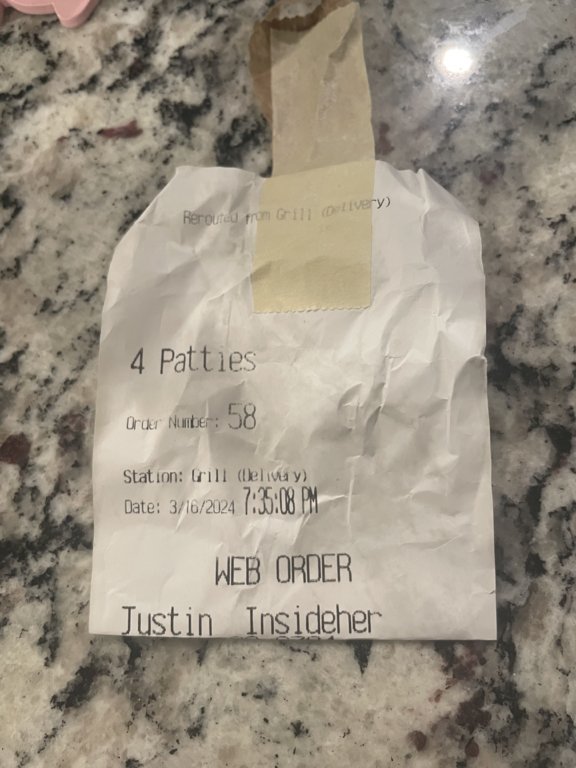 Rerouted from Grill (Delivery)
4 Patties
Order Number: 58
Station: Grill (Delivery)
Date: 3/16/2024 7:35:08 PM
WEB ORDER
Justin Insideher